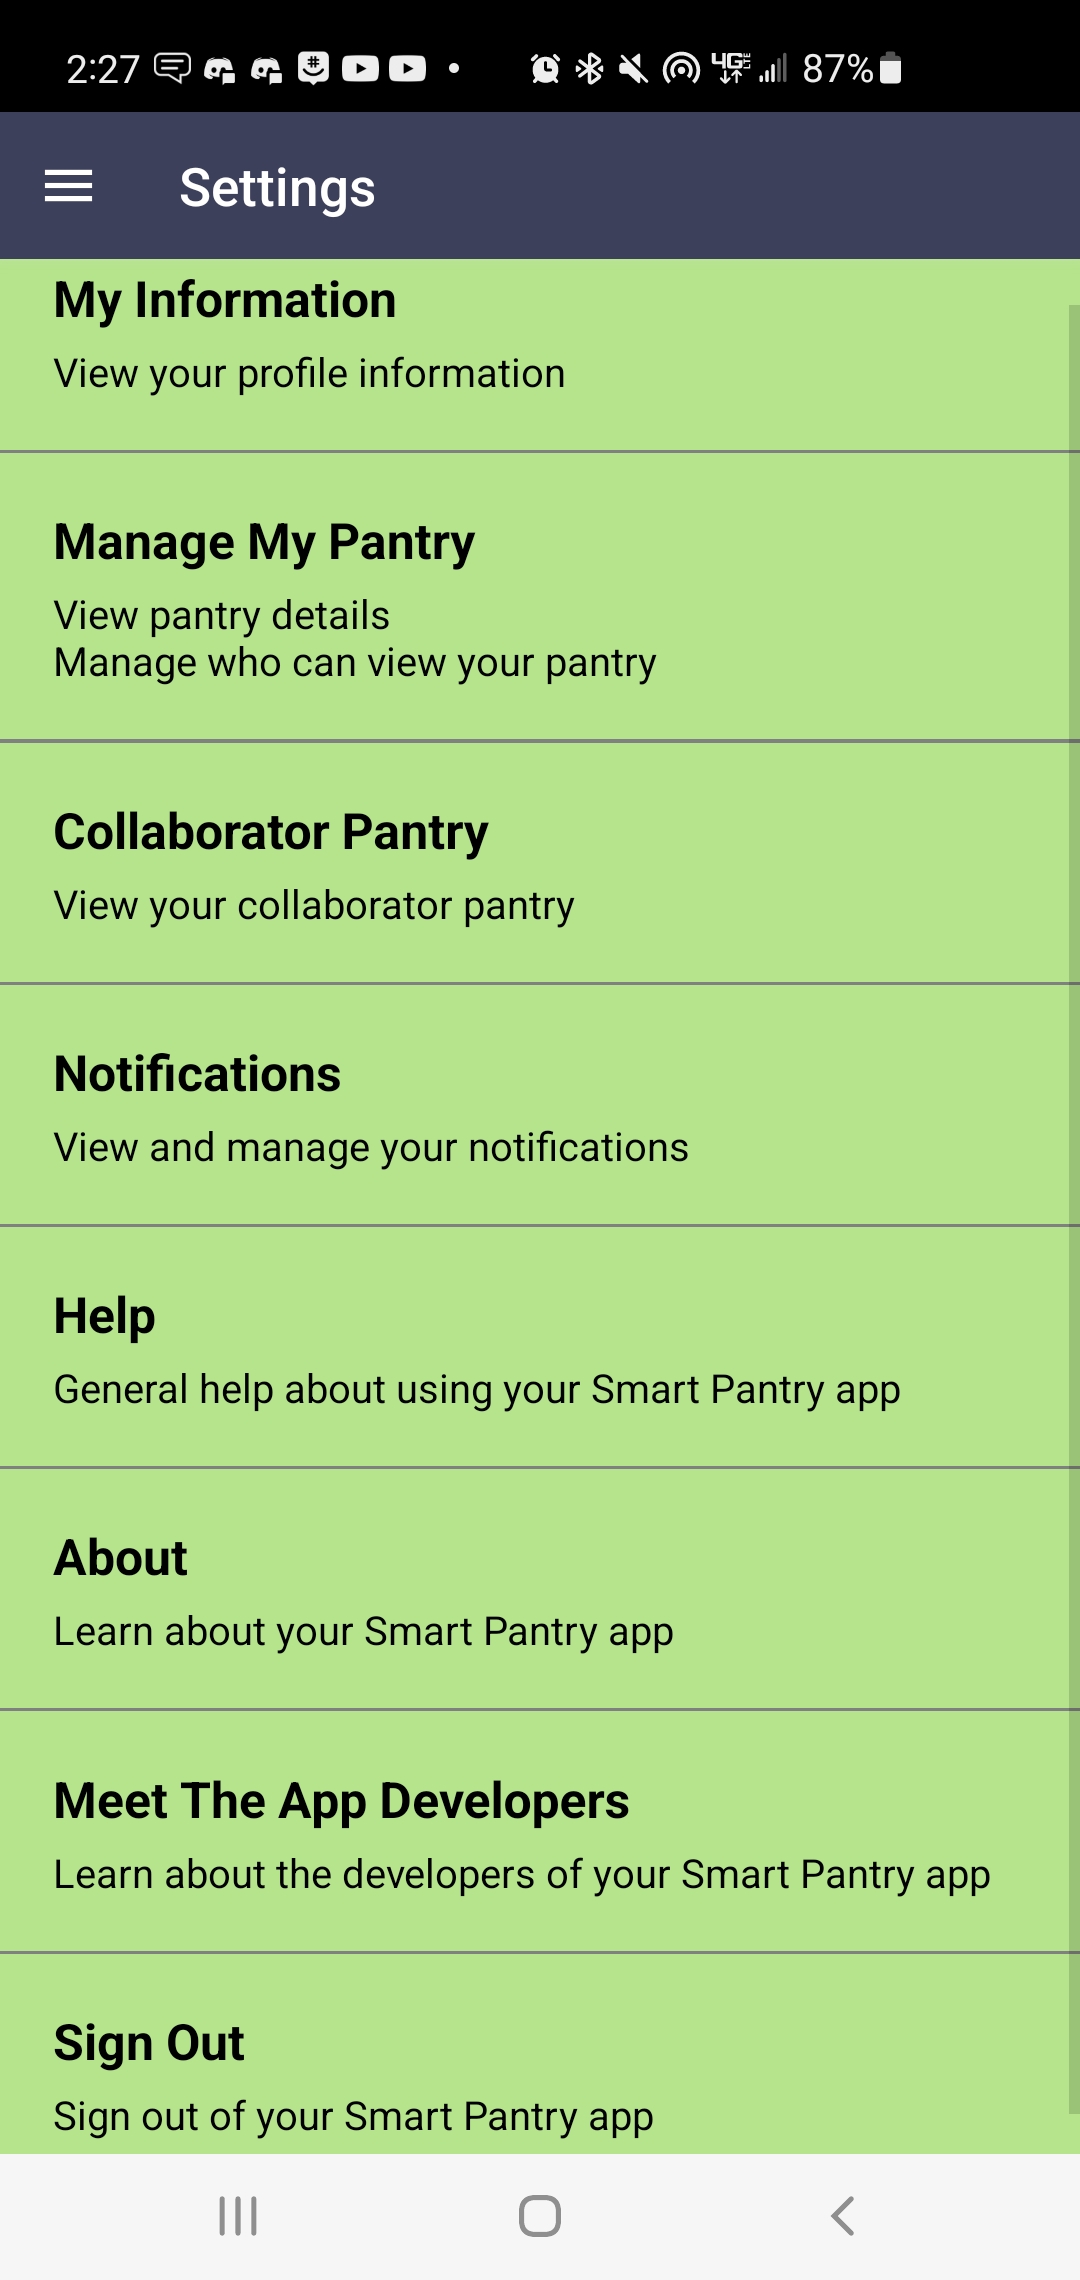 2:27
4G LTE
87%
Settings
My Information
View your profile information
Manage My Pantry
View pantry details
Manage who can view your pantry
Collaborator Pantry
View your collaborator pantry
Notifications
View and manage your notifications
Help
General help about using your Smart Pantry app
About
Learn about your Smart Pantry app
Meet The App Developers
Learn about the developers of your Smart Pantry app
Sign Out
Sign out of your Smart Pantry app